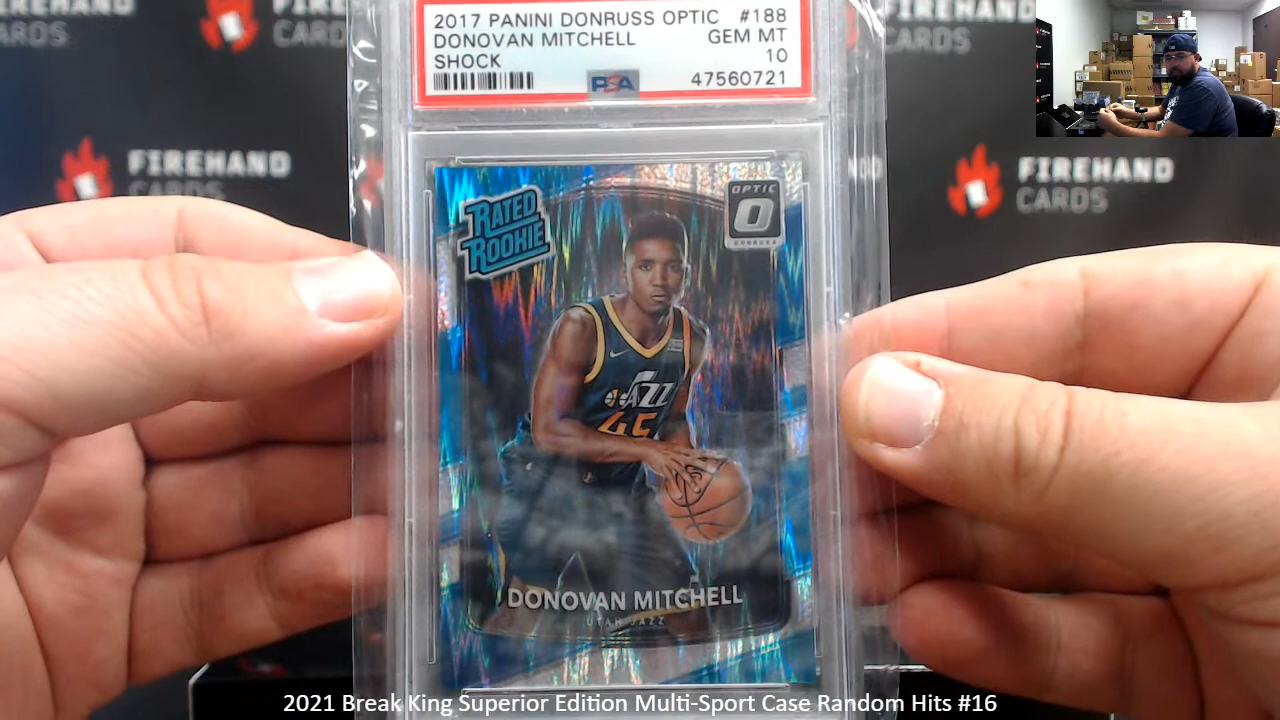 2017 PANINI DONRUSS OPTIC #188
DONOVAN MITCHELL GEM MT
SHOCK 10
PSA 47560721
FIREHAND
CARDS
FIREHAND
CARDS
FIREHAND
CARDS
FIREHAND
CARDS
RATED
ROOKIE
OPTIC
DONRUSS
JAZZ
45
DONOVAN MITCHELL
UTAH JAZZ
2021 Break King Superior Edition Multi-Sport Case Random Hits #16